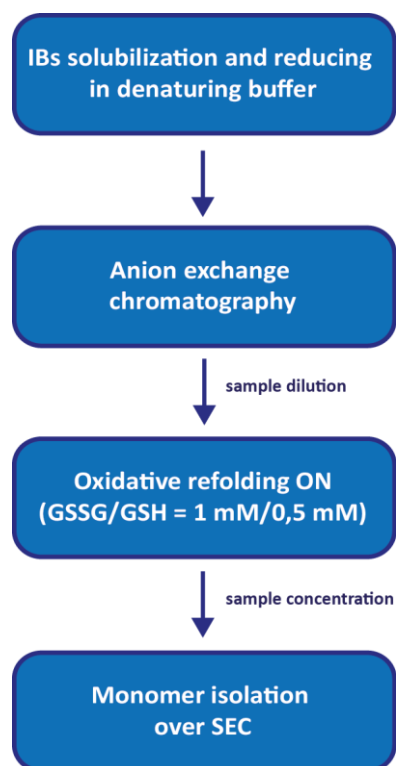 IBs solubilization and reducing
in denaturing buffer
Anion exchange
chromatography
sample dilution
Oxidative refolding ON
(GSSG/GSH = 1 mM/0,5 mM)
sample concentration
Monomer isolation
over SEC